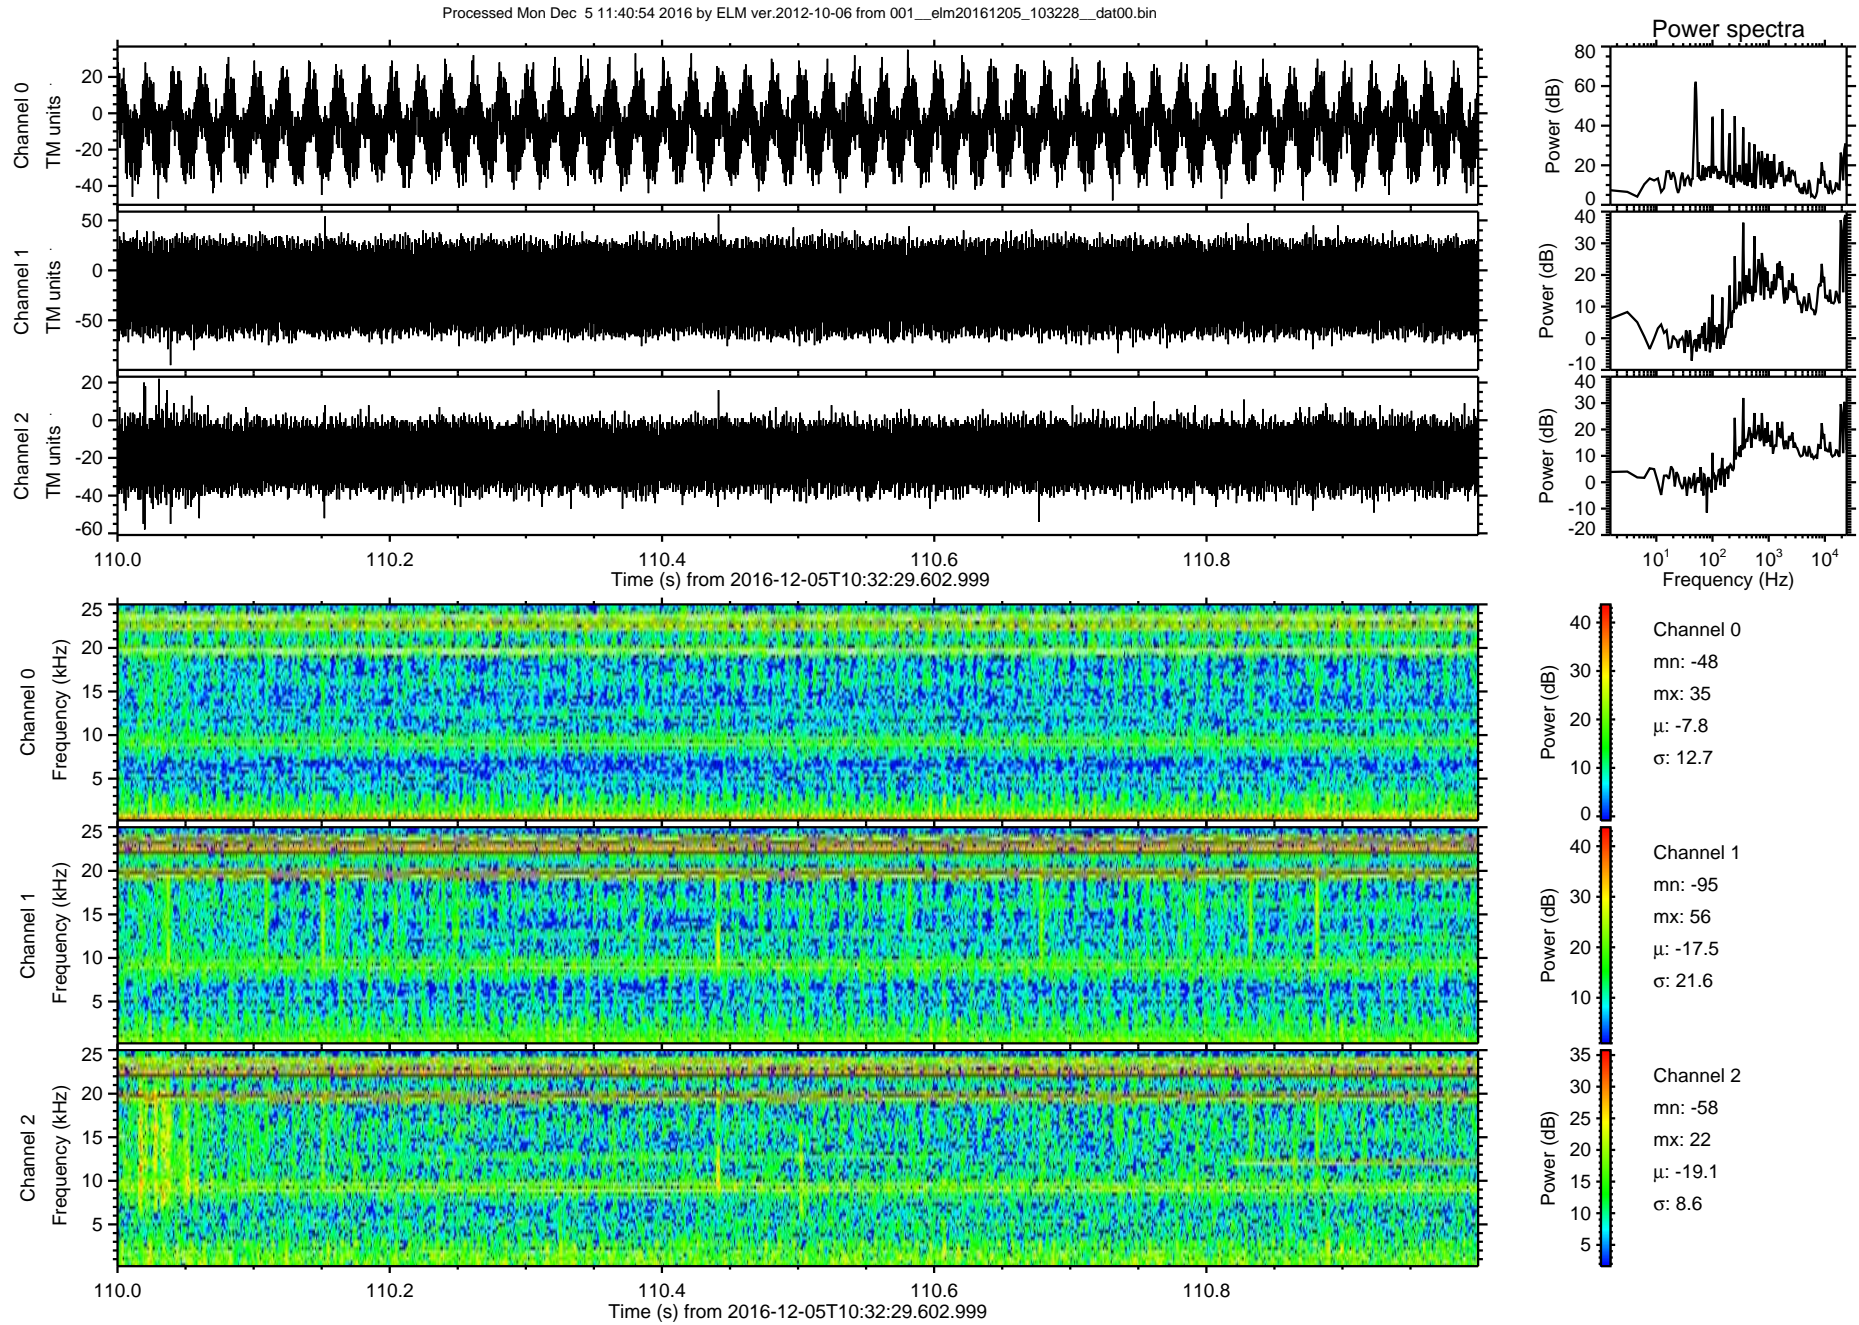 Processed Mon Dec  5 11:40:54 2016 by ELM ver.2012-10-06 from 001__elm20161205_103228__dat00.bin
Power spectra
Channel 0
TM units
20
0
-20
-40
Power (dB)
80
60
40
20
0
Channel 1
TM units
50
0
-50
Power (dB)
40
30
20
10
0
-10
Channel 2
TM units
20
0
-20
-40
-60
Power (dB)
40
30
20
10
0
-10
-20
110.0 110.2 110.4 110.6 110.8
Time (s) from 2016-12-05T10:32:29.602.999
10^1 10^2 10^3 10^4
Frequency (Hz)
Channel 0
Frequency (kHz)
25
20
15
10
5
Power (dB)
40
30
20
10
0
Channel 0
mn: -48
mx: 35
µ: -7.8
σ: 12.7
Channel 1
Frequency (kHz)
25
20
15
10
5
Power (dB)
40
30
20
10
Channel 1
mn: -95
mx: 56
µ: -17.5
σ: 21.6
Channel 2
Frequency (kHz)
25
20
15
10
5
Power (dB)
35
30
25
20
15
10
5
Channel 2
mn: -58
mx: 22
µ: -19.1
σ: 8.6
110.0 110.2 110.4 110.6 110.8
Time (s) from 2016-12-05T10:32:29.602.999